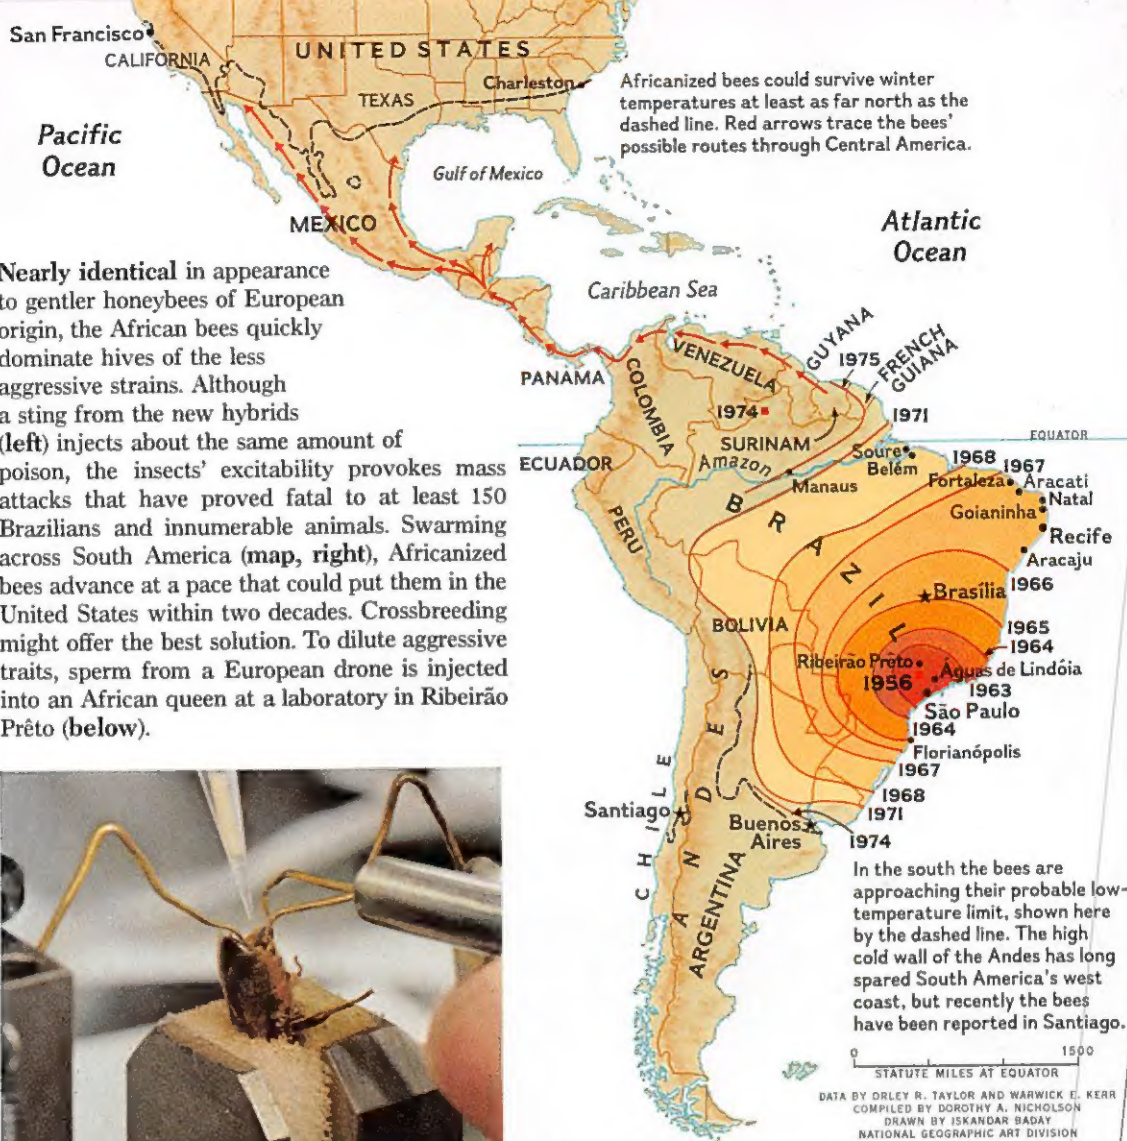 San Francisco
CALIFORNIA
UNITED STATES
Charleston
TEXAS
Africanized bees could survive winter
temperatures at least as far north as the
dashed line. Red arrows trace the bees'
possible routes through Central America.
Pacific
Ocean
Gulf of Mexico
MEXICO
Atlantic
Ocean
Caribbean Sea
Nearly identical in appearance
to gentler honeybees of European
origin, the African bees quickly
dominate hives of the less
aggressive strains. Although
a sting from the new hybrids
(left) injects about the same amount of
poison, the insects' excitability provokes mass
attacks that have proved fatal to at least 150
Brazilians and innumerable animals. Swarming
across South America (map, right), Africanized
bees advance at a pace that could put them in the
United States within two decades. Crossbreeding
might offer the best solution. To dilute aggressive
traits, sperm from a European drone is injected
into an African queen at a laboratory in Ribeirão
Prêto (below).
PANAMA
COLOMBIA
VENEZUELA
GUYANA
1975
FRENCH
GUIANA
1974
1971
SURINAM
EQUATOR
ECUADOR
Amazon
Manaus
Soure
Belém
1968
1967
Fortaleza
Aracati
Natal
Goianinha
Recife
Aracaju
PERU
BRAZIL
Brasília
1966
BOLIVIA
1965
1964
Ribeirão Prêto
1956
Águas de Lindóia
1963
São Paulo
1964
Florianópolis
1967
1968
1971
1974
CHILE
ANDES
Santiago
Buenos
Aires
ARGENTINA
In the south the bees are
approaching their probable low-
temperature limit, shown here
by the dashed line. The high
cold wall of the Andes has long
spared South America's west
coast, but recently the bees
have been reported in Santiago.
0 1500
STATUTE MILES AT EQUATOR
DATA BY ORLEY R. TAYLOR AND WARWICK E. KERR
COMPILED BY DOROTHY A. NICHOLSON
DRAWN BY ISKANDAR BADAY
NATIONAL GEOGRAPHIC ART DIVISION